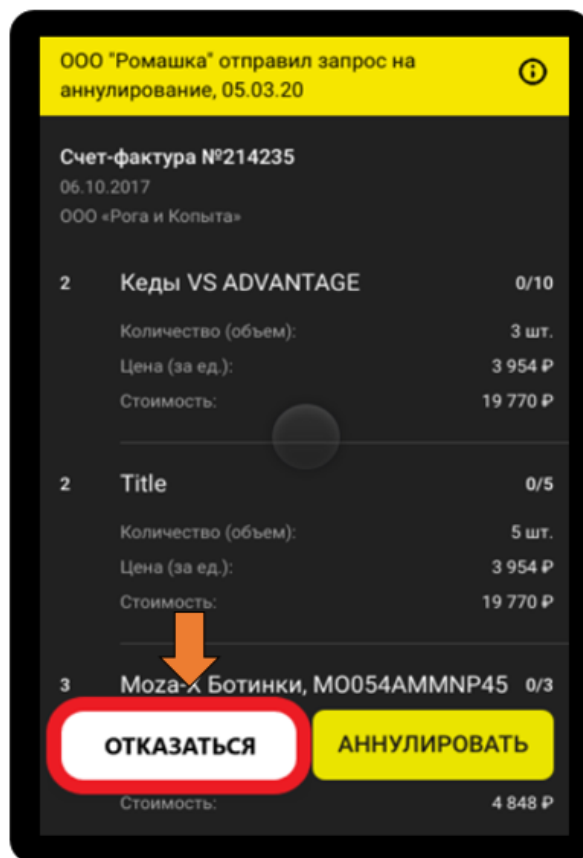 ООО "Ромашка" отправил запрос на
аннулирование, 05.03.20
Счет-фактура №214235
06.10.2017
ООО «Рога и Копыта»
2 Кеды VS ADVANTAGE 0/10
Количество (объем): 3 шт.
Цена (за ед.): 3 954 ₽
Стоимость: 19 770 ₽
2 Title 0/5
Количество (объем): 5 шт.
Цена (за ед.): 3 954 ₽
Стоимость: 19 770 ₽
3 Moza-X Ботинки, MO054AMMNP45 0/3
ОТКАЗАТЬСЯ АННУЛИРОВАТЬ
Стоимость: 4 848 ₽